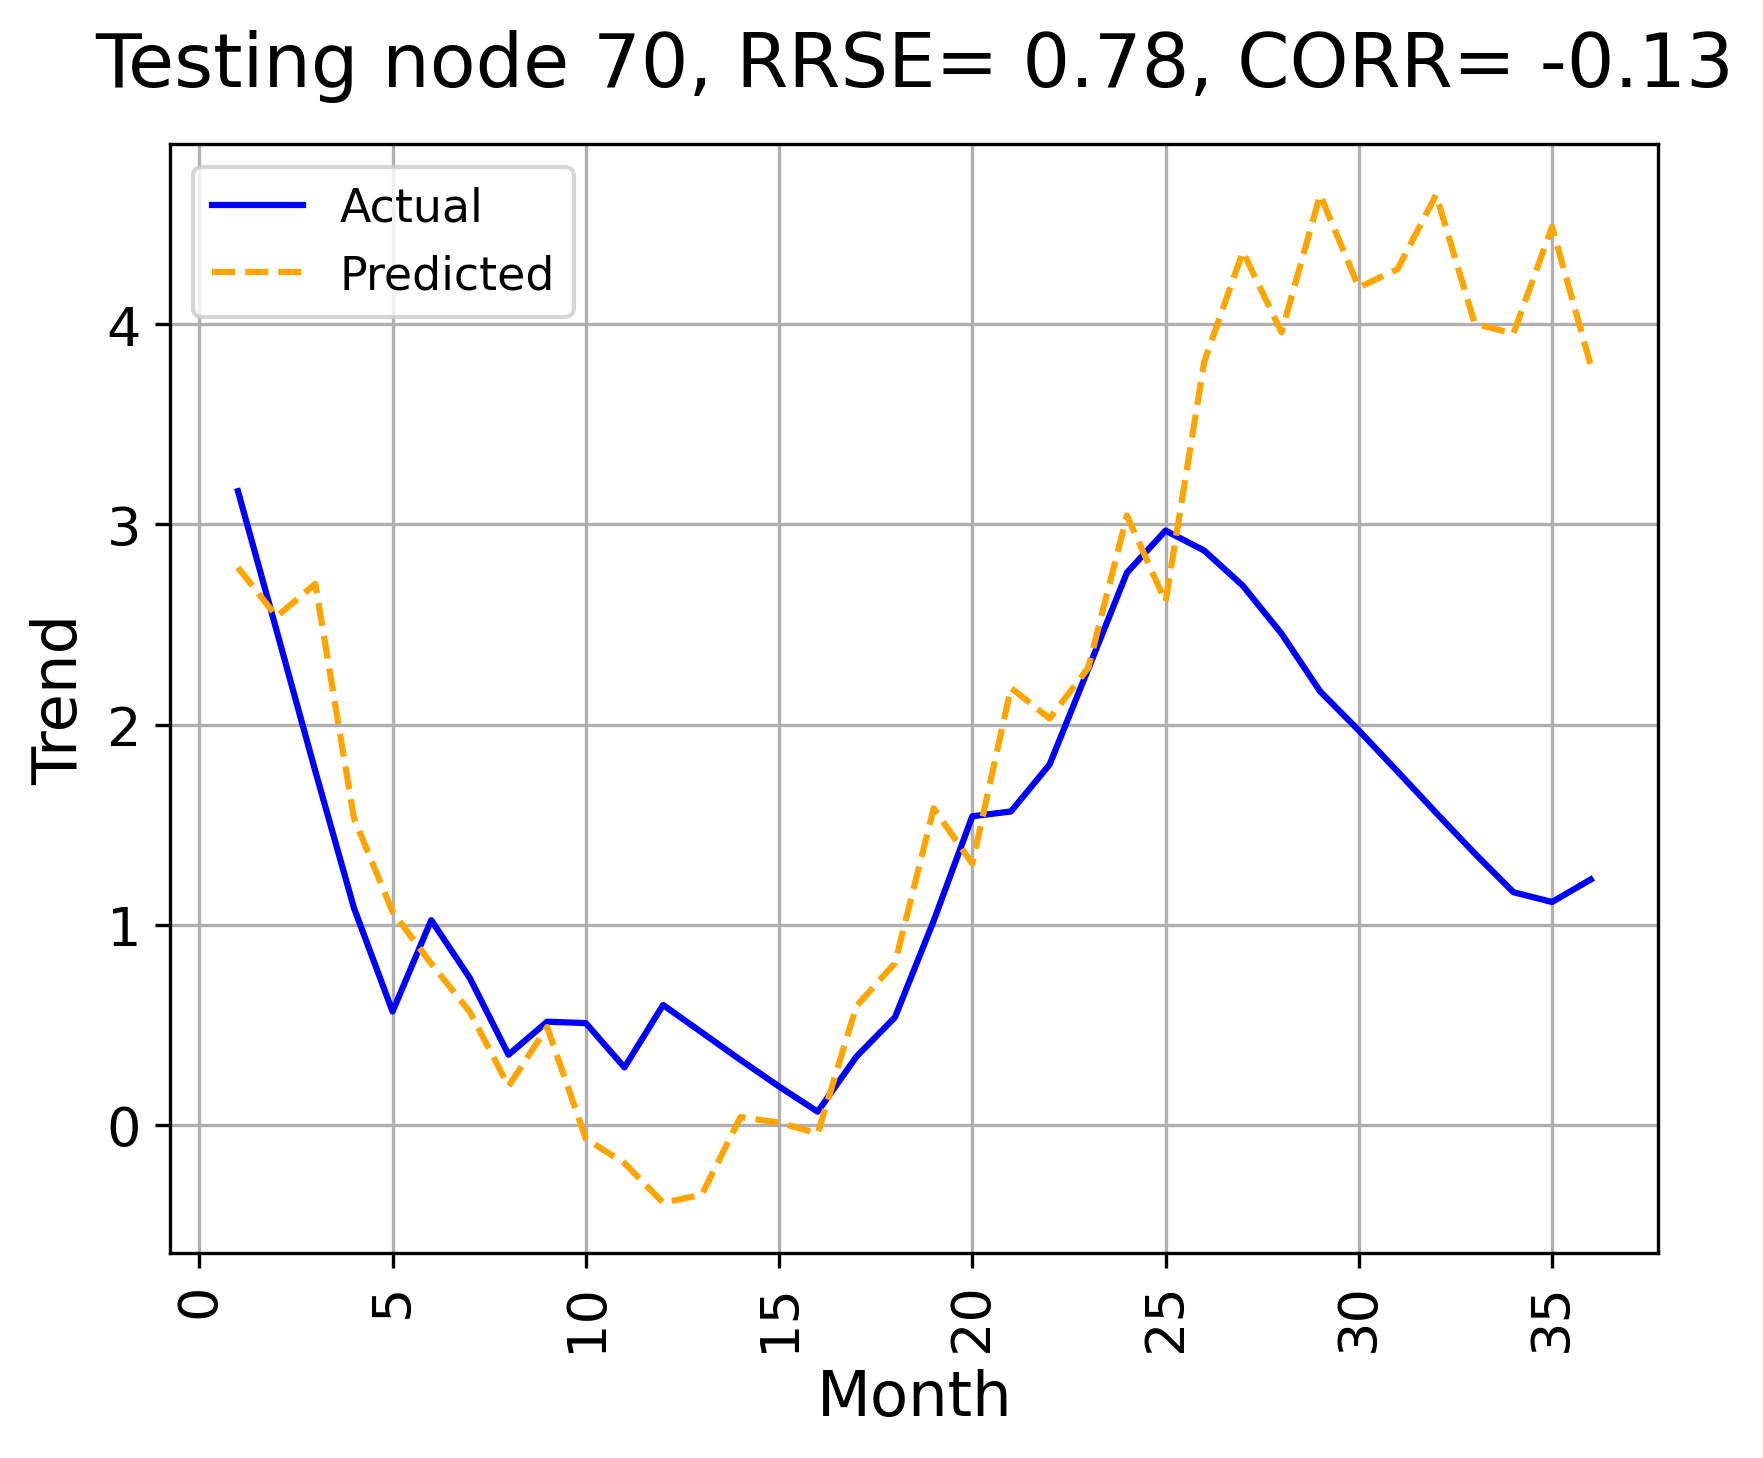 Testing node 70, RRSE= 0.78, CORR= -0.13
Actual
Predicted
4
3
2
1
0
Trend
0
5
10
15
20
25
30
35
Month